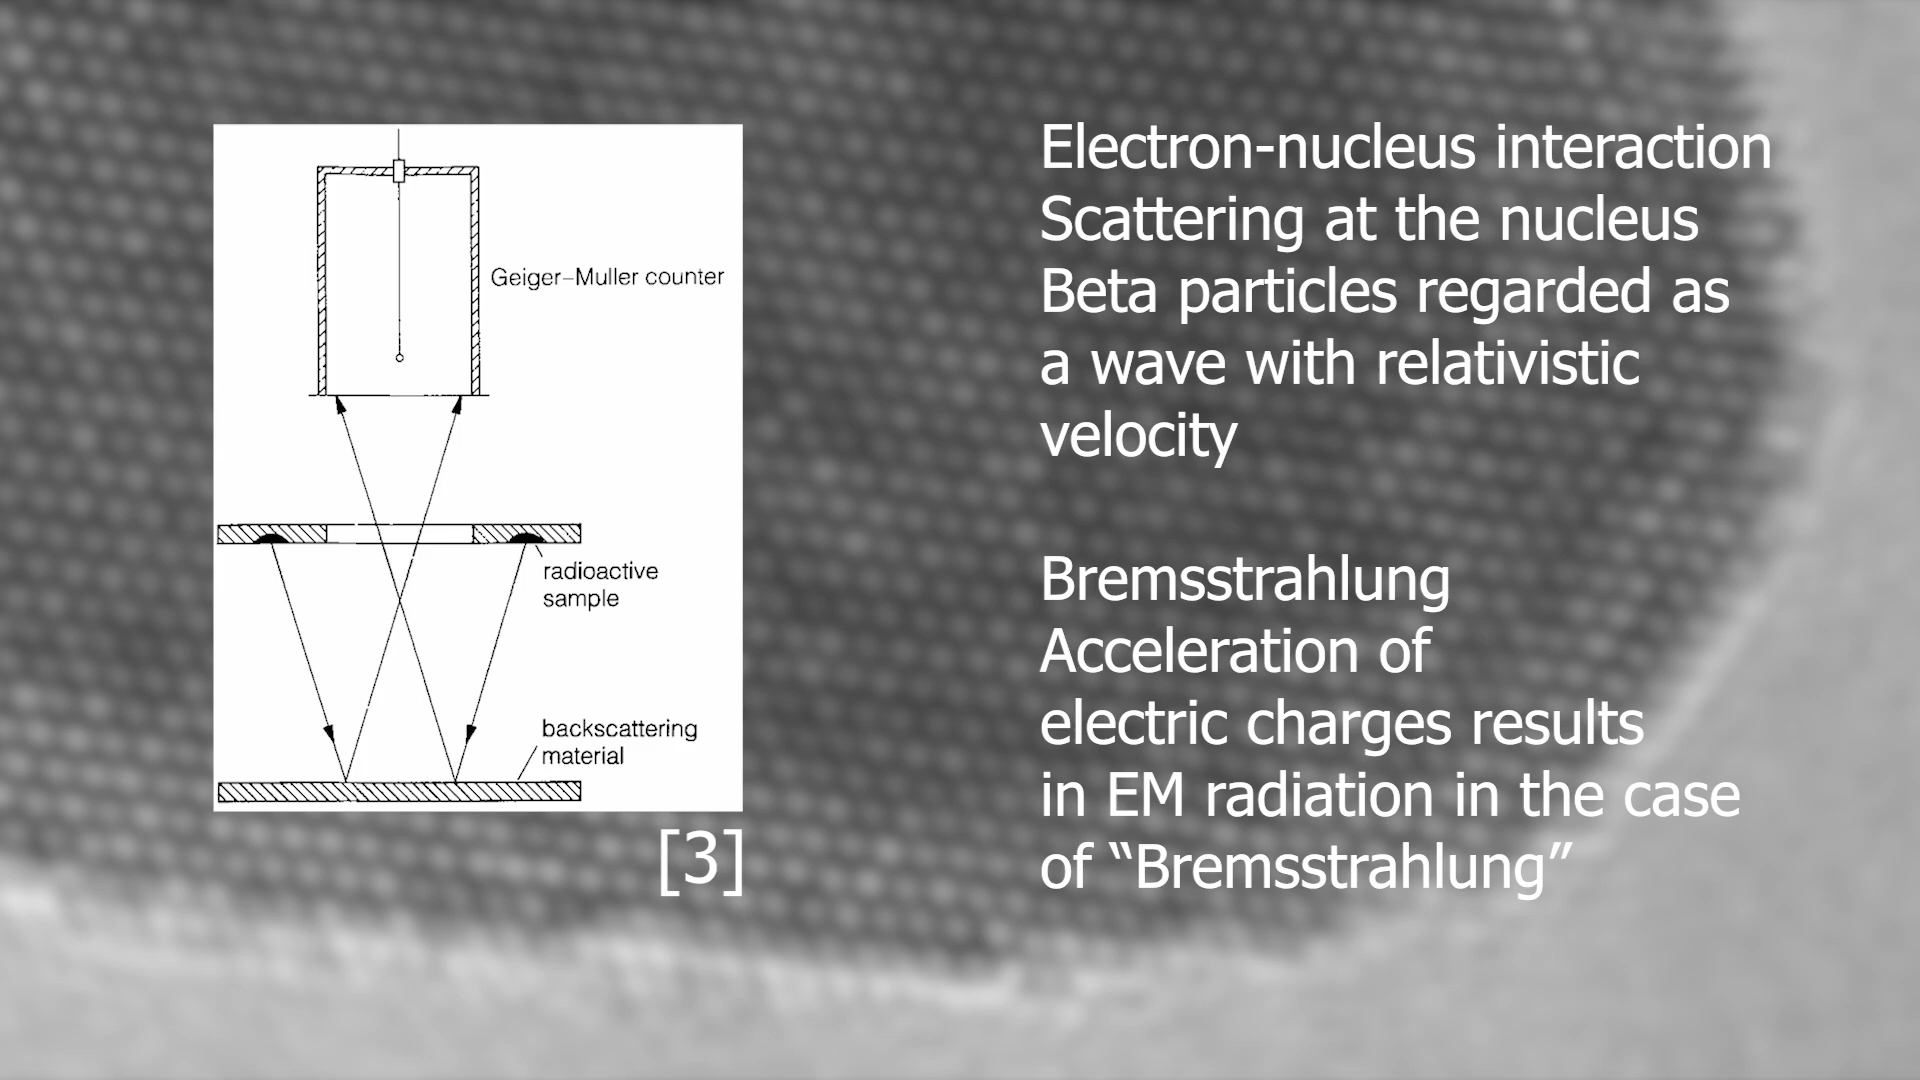 Geiger–Muller counter
radioactive
sample
backscattering
material
[3]
Electron-nucleus interaction
Scattering at the nucleus
Beta particles regarded as
a wave with relativistic
velocity
Bremsstrahlung
Acceleration of
electric charges results
in EM radiation in the case
of “Bremsstrahlung”